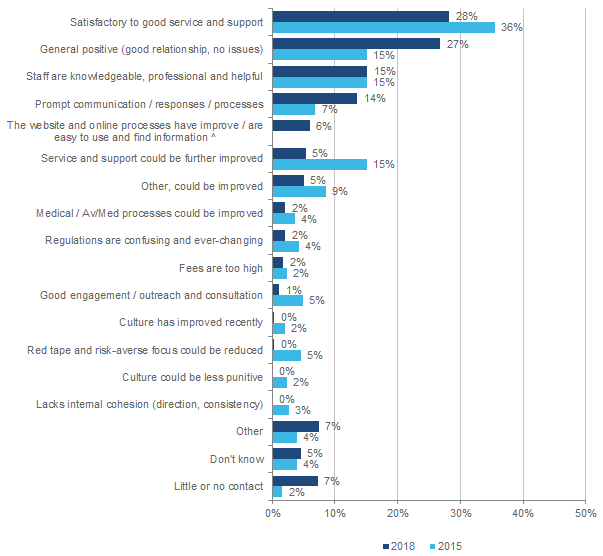 Satisfactory to good service and support
28%
36%
General positive (good relationship, no issues)
27%
15%
Staff are knowledgeable, professional and helpful
15%
15%
Prompt communication / responses / processes
14%
7%
The website and online processes have improve / are
easy to use and find information ^
6%
Service and support could be further improved
5%
15%
Other, could be improved
5%
9%
Medical / Av/Med processes could be improved
2%
4%
Regulations are confusing and ever-changing
2%
4%
Fees are too high
2%
2%
Good engagement / outreach and consultation
1%
5%
Culture has improved recently
0%
2%
Red tape and risk-averse focus could be reduced
0%
5%
Culture could be less punitive
0%
2%
Lacks internal cohesion (direction, consistency)
0%
3%
Other
7%
4%
Don't know
5%
4%
Little or no contact
7%
2%
0% 10% 20% 30% 40% 50%
2018 2015